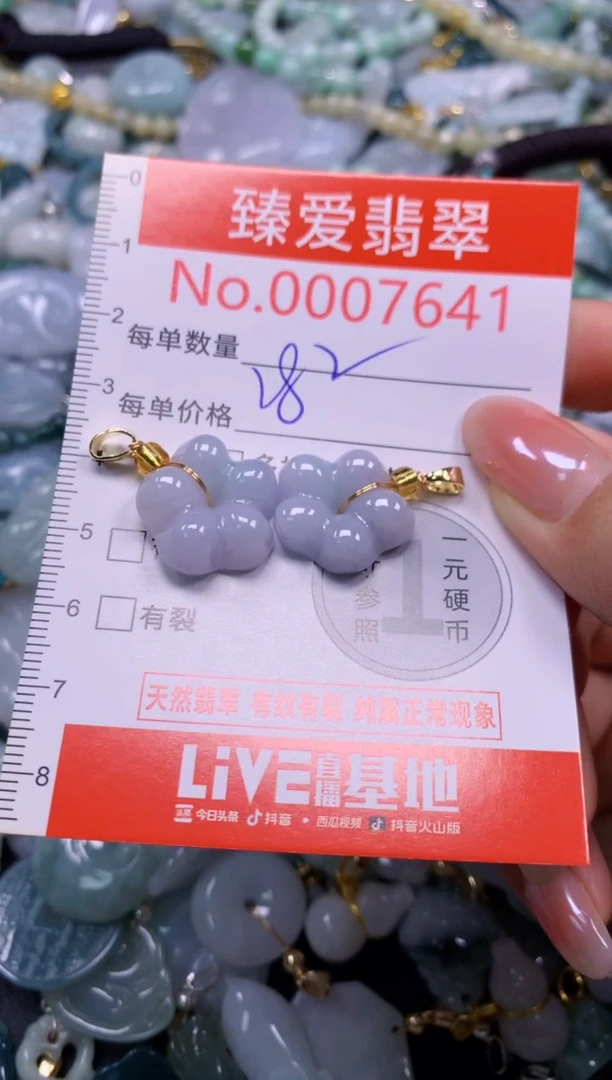 臻爱翡翠
No.0007641
0
1
2
3
5
6
7
8
每单数量
每单价格
有裂
一元硬币
参照
1
天然翡翠 有纹有裂 纯属正常现象
LiVE直播基地
今日头条 抖音 西瓜视频 抖音火山版